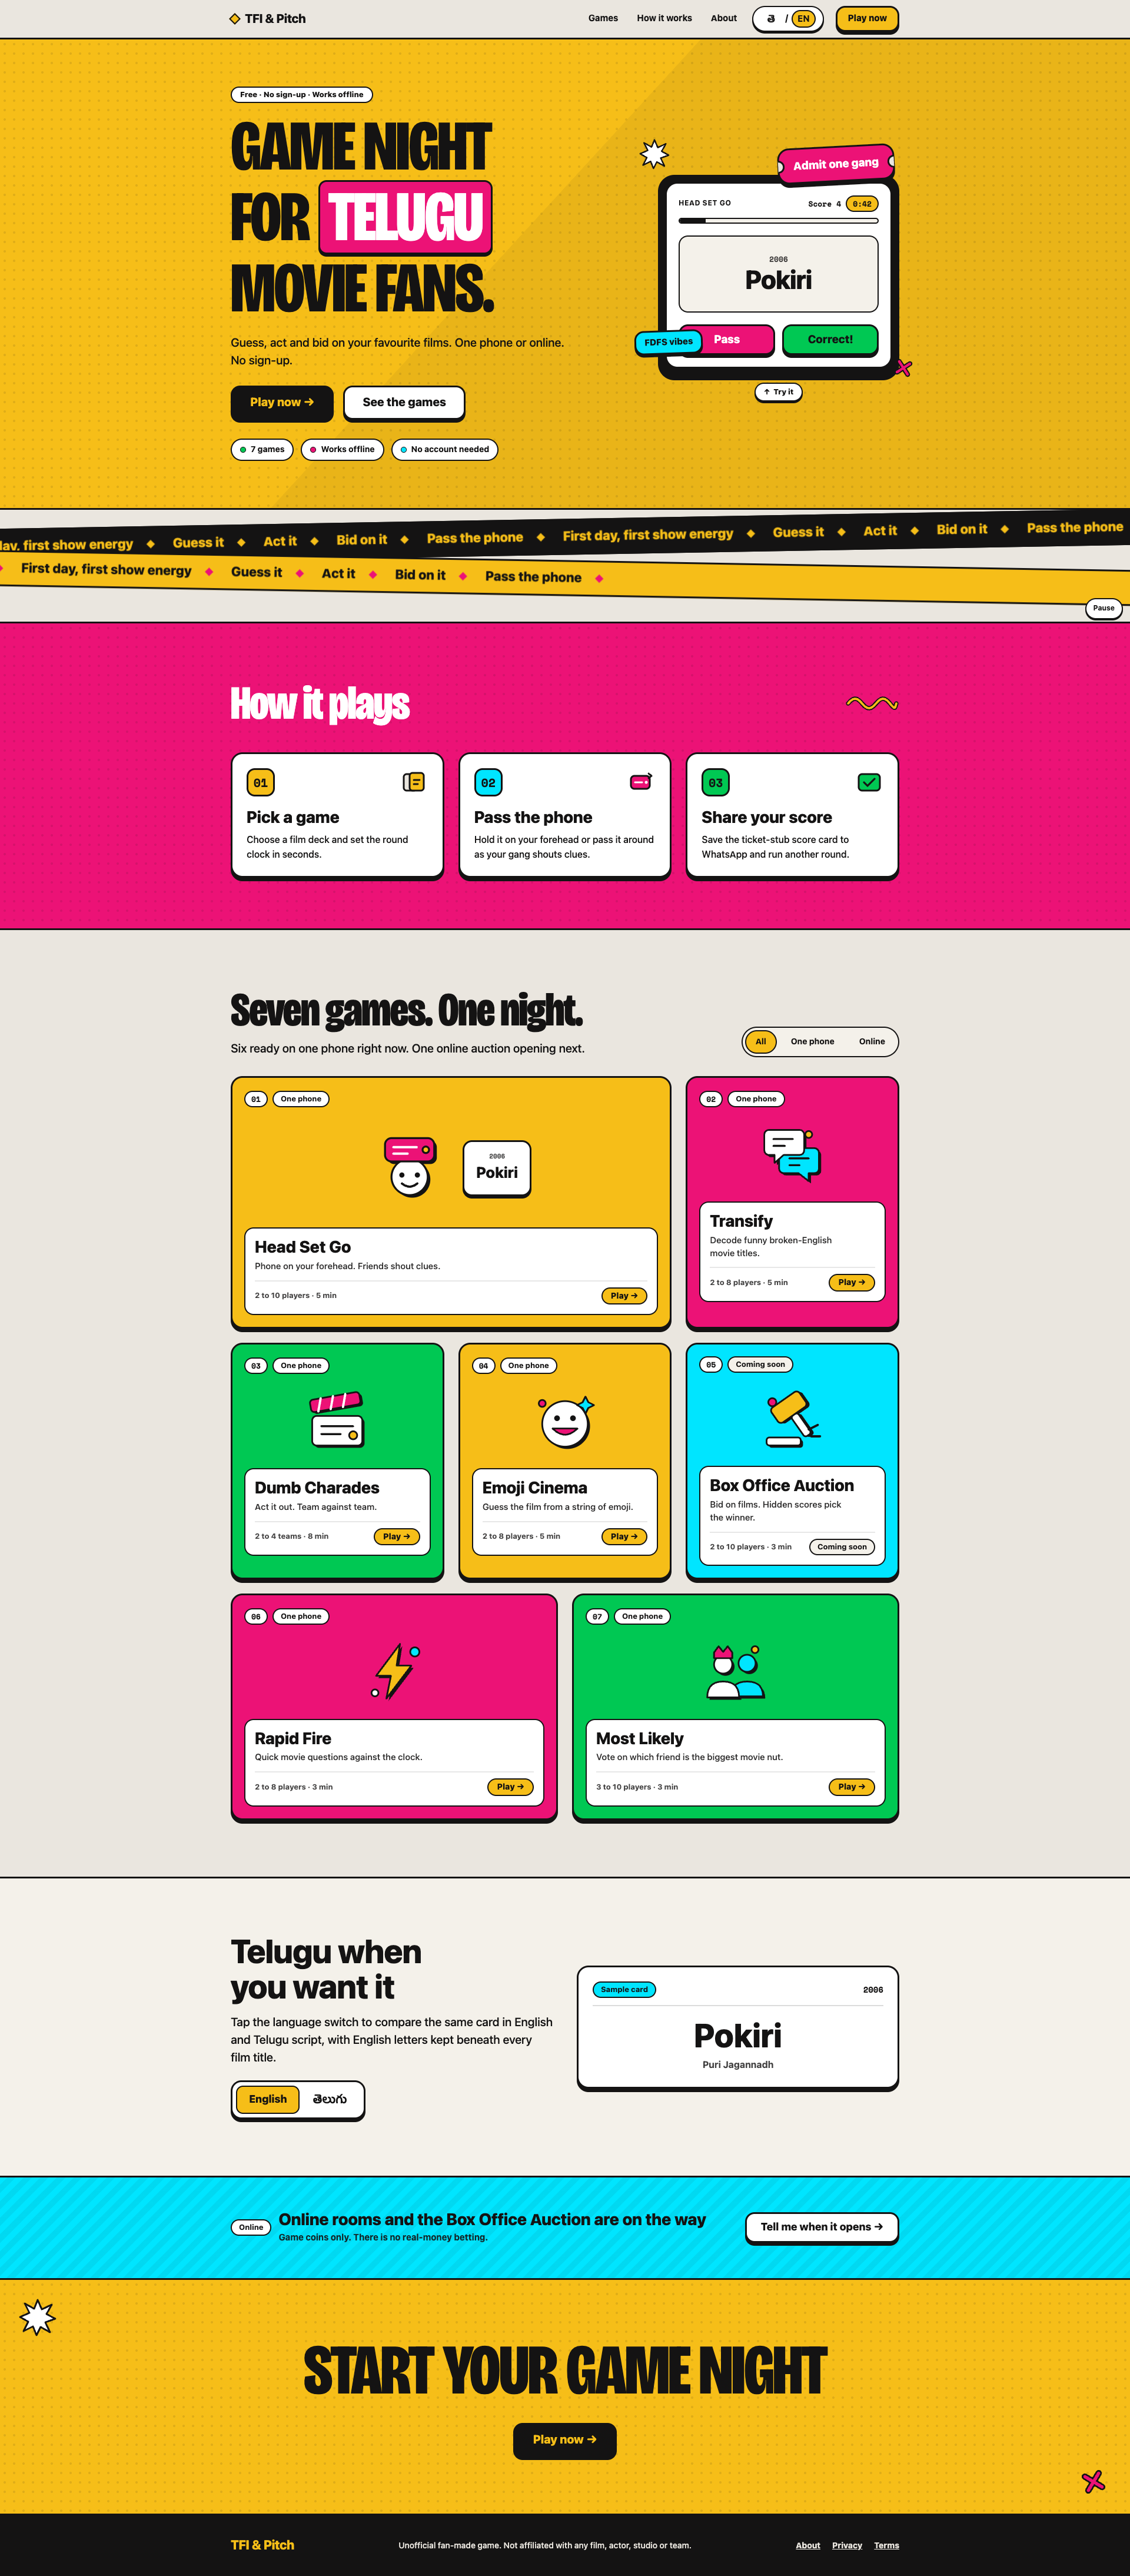 TFI & Pitch
Games
How it works
About
తె / EN
Play now
Free · No sign-up · Works offline
GAME NIGHT
FOR TELUGU
MOVIE FANS.
Guess, act and bid on your favourite films. One phone or online.
No sign-up.
Play now →
See the games
7 games
Works offline
No account needed
Admit one gang
HEAD SET GO
Score 4
0:42
2006
Pokiri
FDFS vibes
Pass
Correct!
↑ Try it
day, first show energy ◆ Guess it ◆ Act it ◆ Bid on it ◆ Pass the phone ◆ First day, first show energy ◆ Guess it ◆ Act it ◆ Bid on it ◆ Pass the phone
First day, first show energy ◆ Guess it ◆ Act it ◆ Bid on it ◆ Pass the phone ◆
Pause
How it plays
01
Pick a game
Choose a film deck and set the round
clock in seconds.
02
Pass the phone
Hold it on your forehead or pass it around
as your gang shouts clues.
03
Share your score
Save the ticket-stub score card to
WhatsApp and run another round.
Seven games. One night.
Six ready on one phone right now. One online auction opening next.
All
One phone
Online
01
One phone
2006
Pokiri
Head Set Go
Phone on your forehead. Friends shout clues.
2 to 10 players · 5 min
Play →
02
One phone
Transify
Decode funny broken-English
movie titles.
2 to 8 players · 5 min
Play →
03
One phone
Dumb Charades
Act it out. Team against team.
2 to 4 teams · 8 min
Play →
04
One phone
Emoji Cinema
Guess the film from a string of emoji.
2 to 8 players · 5 min
Play →
05
Coming soon
Box Office Auction
Bid on films. Hidden scores pick
the winner.
2 to 10 players · 3 min
Coming soon
06
One phone
Rapid Fire
Quick movie questions against the clock.
2 to 8 players · 3 min
Play →
07
One phone
Most Likely
Vote on which friend is the biggest movie nut.
3 to 10 players · 3 min
Play →
Telugu when
you want it
Tap the language switch to compare the same card in English
and Telugu script, with English letters kept beneath every
film title.
English
తెలుగు
Sample card
2006
Pokiri
Puri Jagannadh
Online
Online rooms and the Box Office Auction are on the way
Game coins only. There is no real-money betting.
Tell me when it opens →
START YOUR GAME NIGHT
Play now →
TFI & Pitch
Unofficial fan-made game. Not affiliated with any film, actor, studio or team.
About
Privacy
Terms